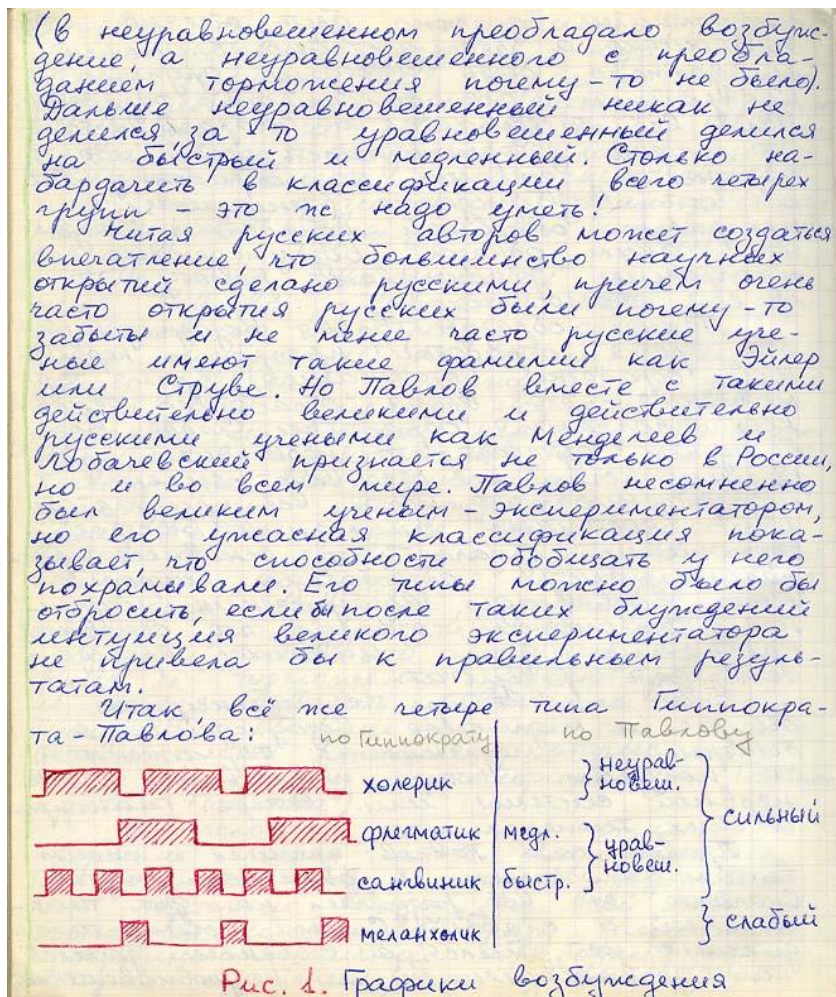 (в неуравновешенном преобладало возбуж-
дение, а неуравновешенного с преобла-
данием торможения почему-то не было).
Дальше неуравновешенный никак не
делился, за то уравновешенный делился
на быстрый и медленный. Столько на-
бардачить в классификации всего четырех
групп - это ж надо уметь!
Читая русских авторов может создаться
впечатление, что большинство научных
открытий сделано русскими, причём очень
часто открытия русских были почему-то
забыты и не менее часто русские уче-
ные имеют такие фамилии как Эйлер
или Струве. Но Павлов вместе с такими
действительно великими и действительно
русскими учеными как Менделеев и
Лобачевский признается не только в России,
но и во всем мире. Павлов несомненно
был великим ученым-экспериментатором,
но его ужасная классификация пока-
зывает, что способности обобщать у него
похрамывали. Его типы можно было бы
отбросить, если бы после таких блуждений
интуиция великого экспериментатора
не привела бы к правильным резуль-
татам.
Итак, всё же четыре типа Гиппокра-
та-Павлова: по Гиппократу по Павлову
холерик } неурав-
новеш.
флегматик медл. } урав-
новеш. } сильный
сангвиник быстр.
меланхолик } слабый
Рис. 1. Графики возбуждения